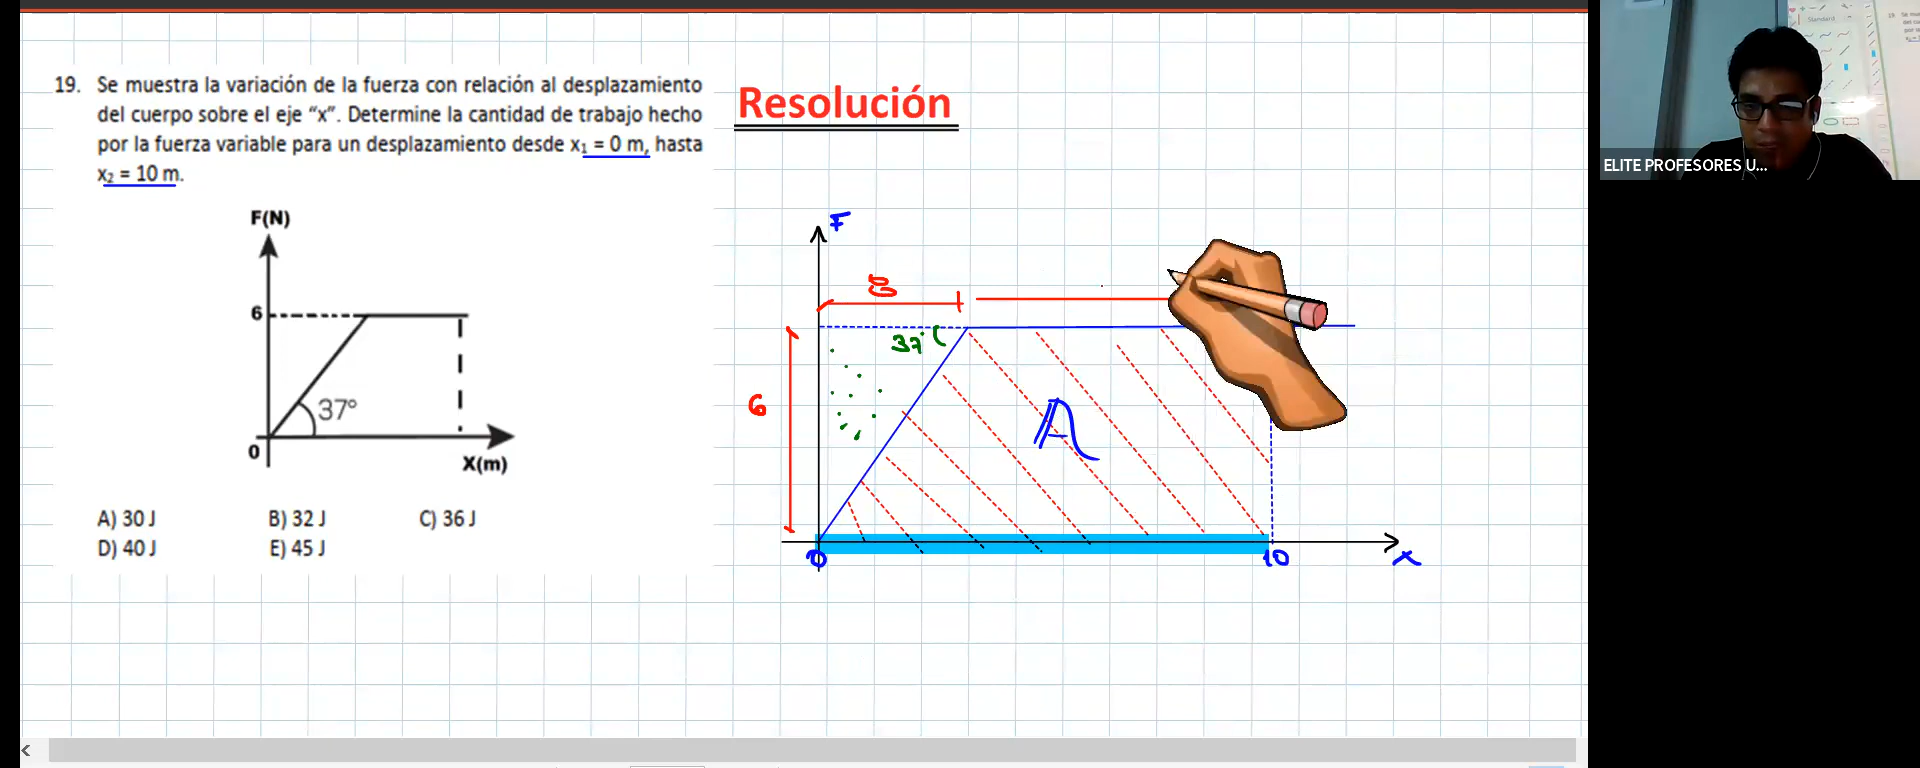 19. Se muestra la variación de la fuerza con relación al desplazamiento
del cuerpo sobre el eje “x”. Determine la cantidad de trabajo hecho
por la fuerza variable para un desplazamiento desde x₁ = 0 m, hasta
x₂ = 10 m.
F(N)
6
37°
0
X(m)
A) 30 J B) 32 J C) 36 J
D) 40 J E) 45 J
Resolución
F
8
37°
6
A
0
10
x
ELITE PROFESORES U...
Standard